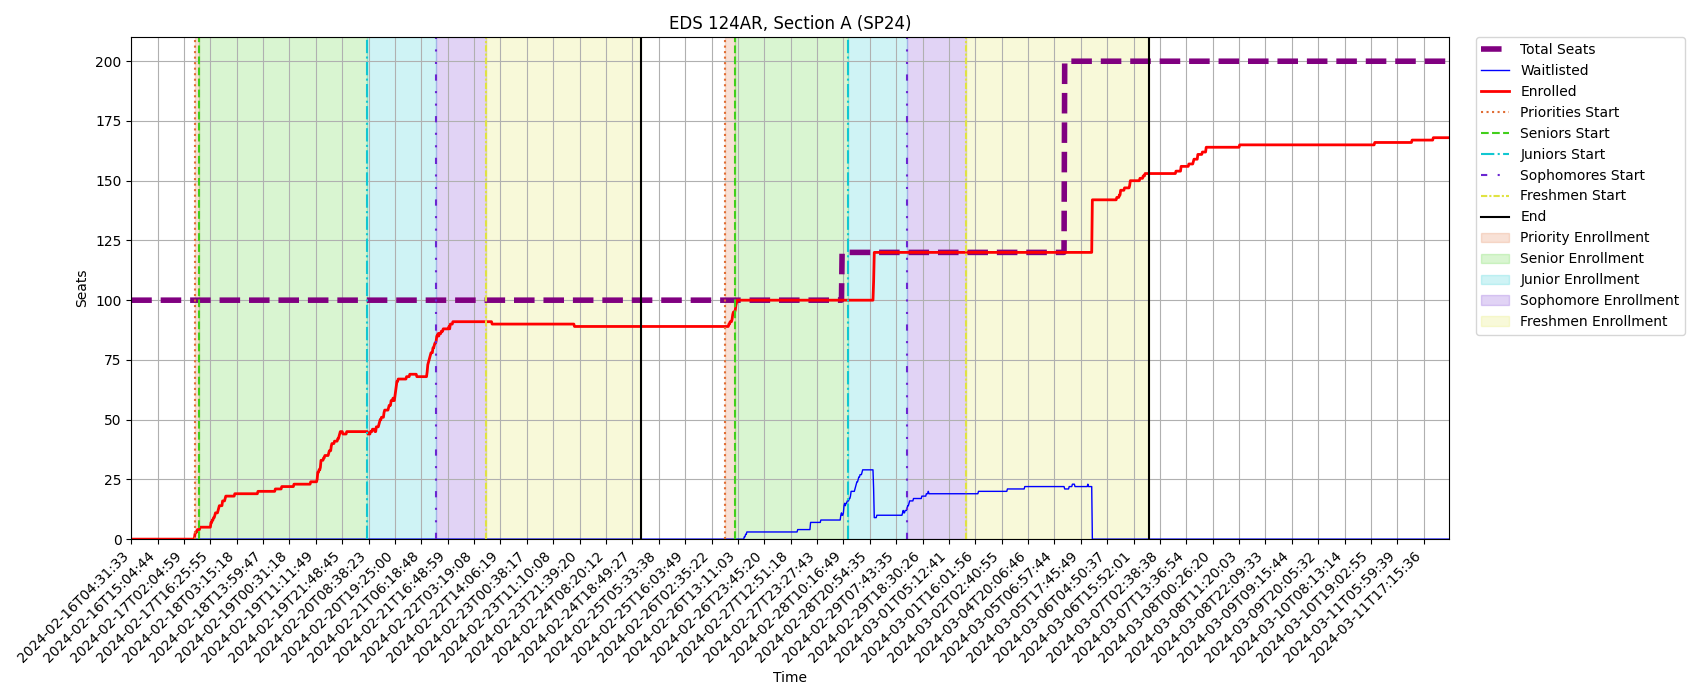 EDS 124AR, Section A (SP24)
Seats
200
175
150
125
100
75
50
25
0
2024-02-16T04:31:33
2024-02-16T15:04:44
2024-02-17T02:04:59
2024-02-17T16:25:55
2024-02-18T03:15:18
2024-02-18T13:59:47
2024-02-19T00:31:18
2024-02-19T11:11:49
2024-02-19T21:48:45
2024-02-20T08:38:23
2024-02-20T19:25:00
2024-02-21T06:18:48
2024-02-21T16:48:59
2024-02-22T03:19:08
2024-02-22T14:06:19
2024-02-23T00:38:17
2024-02-23T11:10:08
2024-02-23T21:39:20
2024-02-24T08:20:12
2024-02-24T18:49:27
2024-02-25T05:33:38
2024-02-25T16:03:49
2024-02-26T02:35:22
2024-02-26T13:11:03
2024-02-26T23:45:20
2024-02-27T12:51:18
2024-02-27T23:27:43
2024-02-28T10:16:49
2024-02-28T20:54:35
2024-02-29T07:43:35
2024-02-29T18:30:26
2024-03-01T05:12:41
2024-03-01T16:01:56
2024-03-02T02:40:55
2024-03-04T20:06:46
2024-03-05T06:57:44
2024-03-05T17:45:49
2024-03-06T04:50:37
2024-03-06T15:52:01
2024-03-07T02:38:38
2024-03-07T13:36:54
2024-03-08T00:26:20
2024-03-08T11:20:03
2024-03-08T22:09:33
2024-03-09T09:15:44
2024-03-09T20:05:32
2024-03-10T08:13:14
2024-03-10T19:02:55
2024-03-11T05:59:39
2024-03-11T17:15:36
Time
Total Seats
Waitlisted
Enrolled
Priorities Start
Seniors Start
Juniors Start
Sophomores Start
Freshmen Start
End
Priority Enrollment
Senior Enrollment
Junior Enrollment
Sophomore Enrollment
Freshmen Enrollment